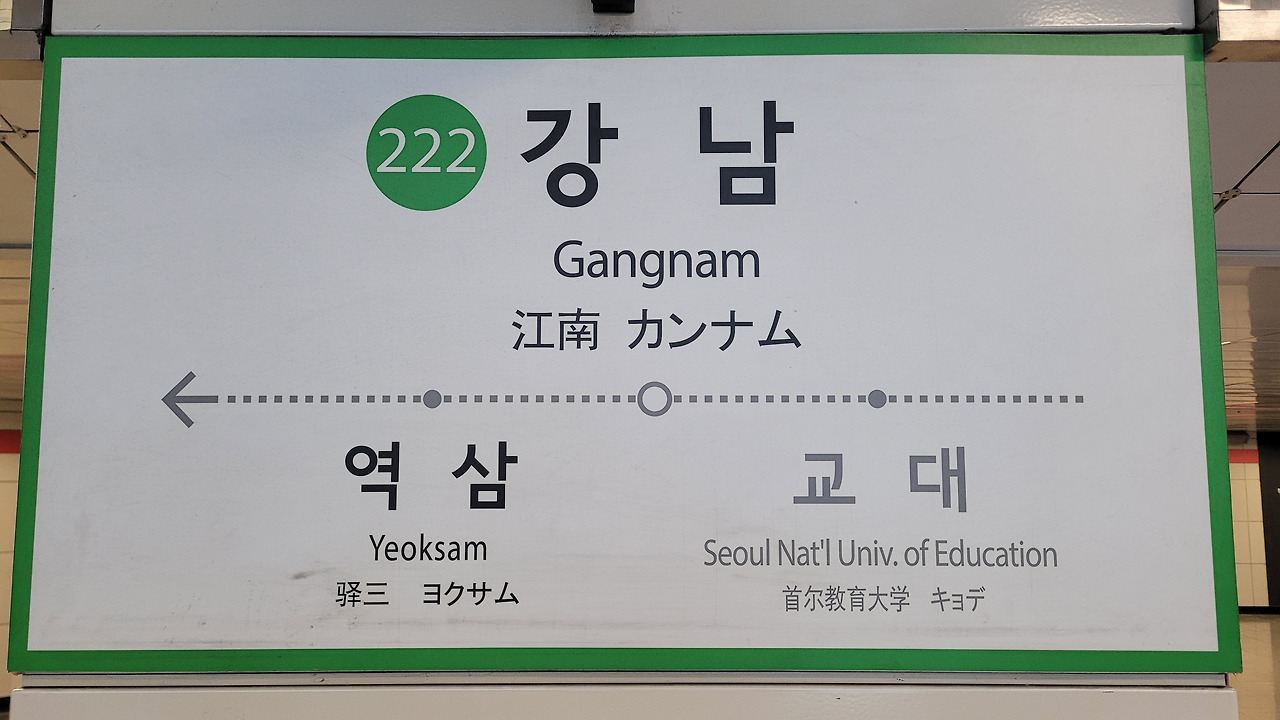 222 강 남
Gangnam
江南 カンナム
역 삼 교 대
Yeoksam Seoul Nat'l Univ. of Education
驿三 ヨクサム 首尔教育大学 キョデ